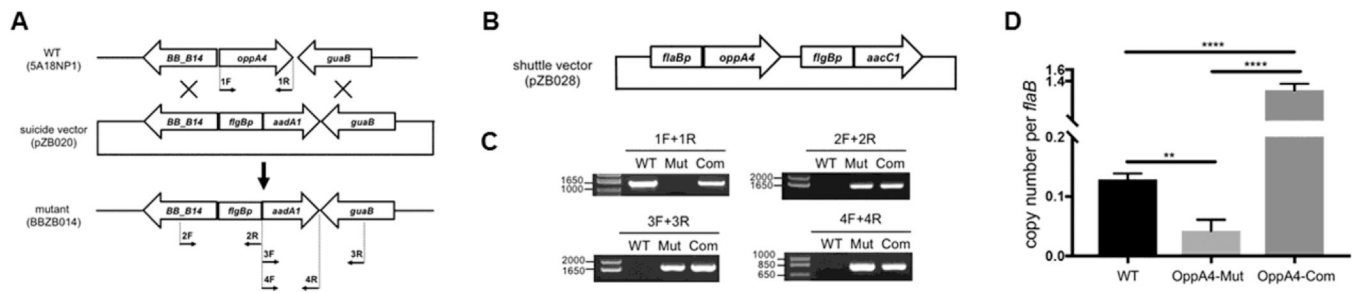 A
WT
(5A18NP1)
BB_B14 oppA4 guaB
1F 1R
suicide vector
(pZB020)
BB_B14 flgBp aadA1 guaB
mutant
(BBZB014)
BB_B14 flgBp aadA1 guaB
2F 2R 3R
3F
4F 4R
B
shuttle vector
(pZB028)
flaBp oppA4 flgBp aacC1
C
1F+1R
WT Mut Com
1650
1000
2F+2R
WT Mut Com
2000
1650
3F+3R
WT Mut Com
2000
1650
4F+4R
WT Mut Com
1000
850
650
D
copy number per flaB
1.6
1.4
0.2
0.1
0.0
****
****
**
WT OppA4-Mut OppA4-Com